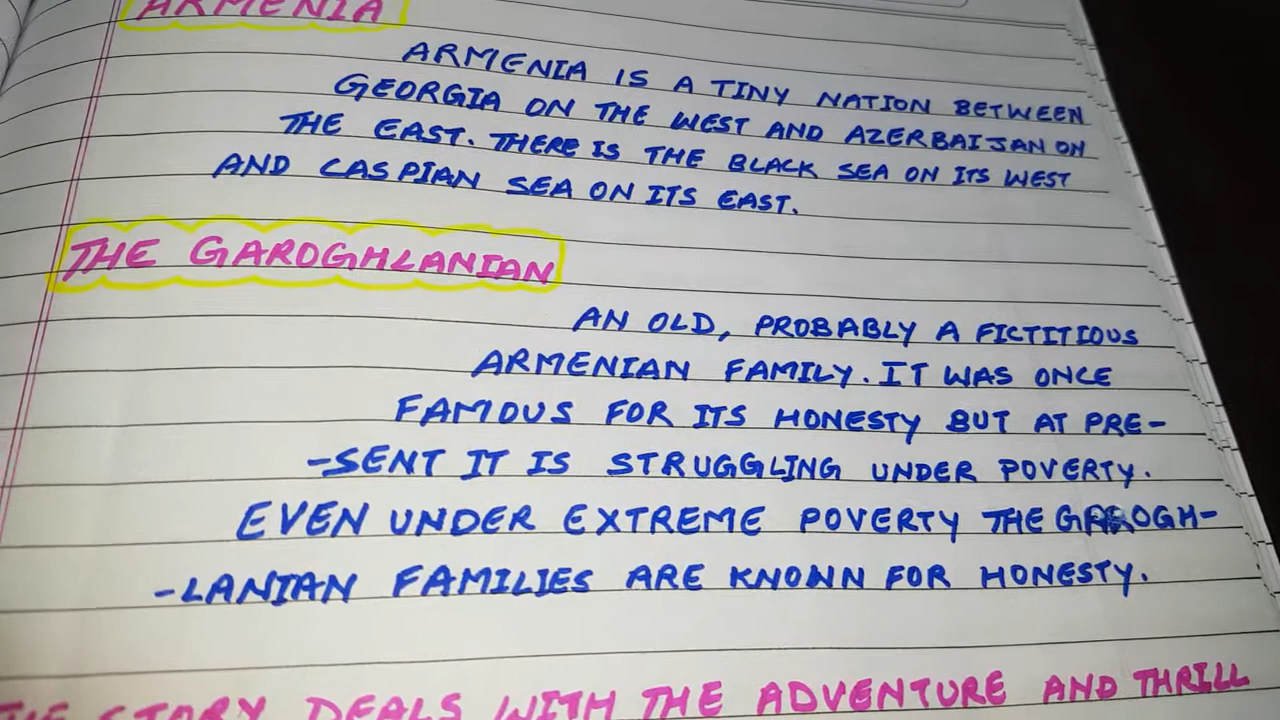 ARMENIA
ARMENIA IS A TINY NATION BETWEEN
GEORGIA ON THE WEST AND AZERBAIJAN ON
THE EAST. THERE IS THE BLACK SEA ON ITS WEST
AND CASPIAN SEA ON ITS EAST.
THE GAROGHLANIAN
AN OLD, PROBABLY A FICTITIOUS
ARMENIAN FAMILY. IT WAS ONCE
FAMOUS FOR ITS HONESTY BUT AT PRE-
-SENT IT IS STRUGGLING UNDER POVERTY.
EVEN UNDER EXTREME POVERTY THE GAROGH-
-LANIAN FAMILIES ARE KNOWN FOR HONESTY.
THE STORY DEALS WITH THE ADVENTURE AND THRILL